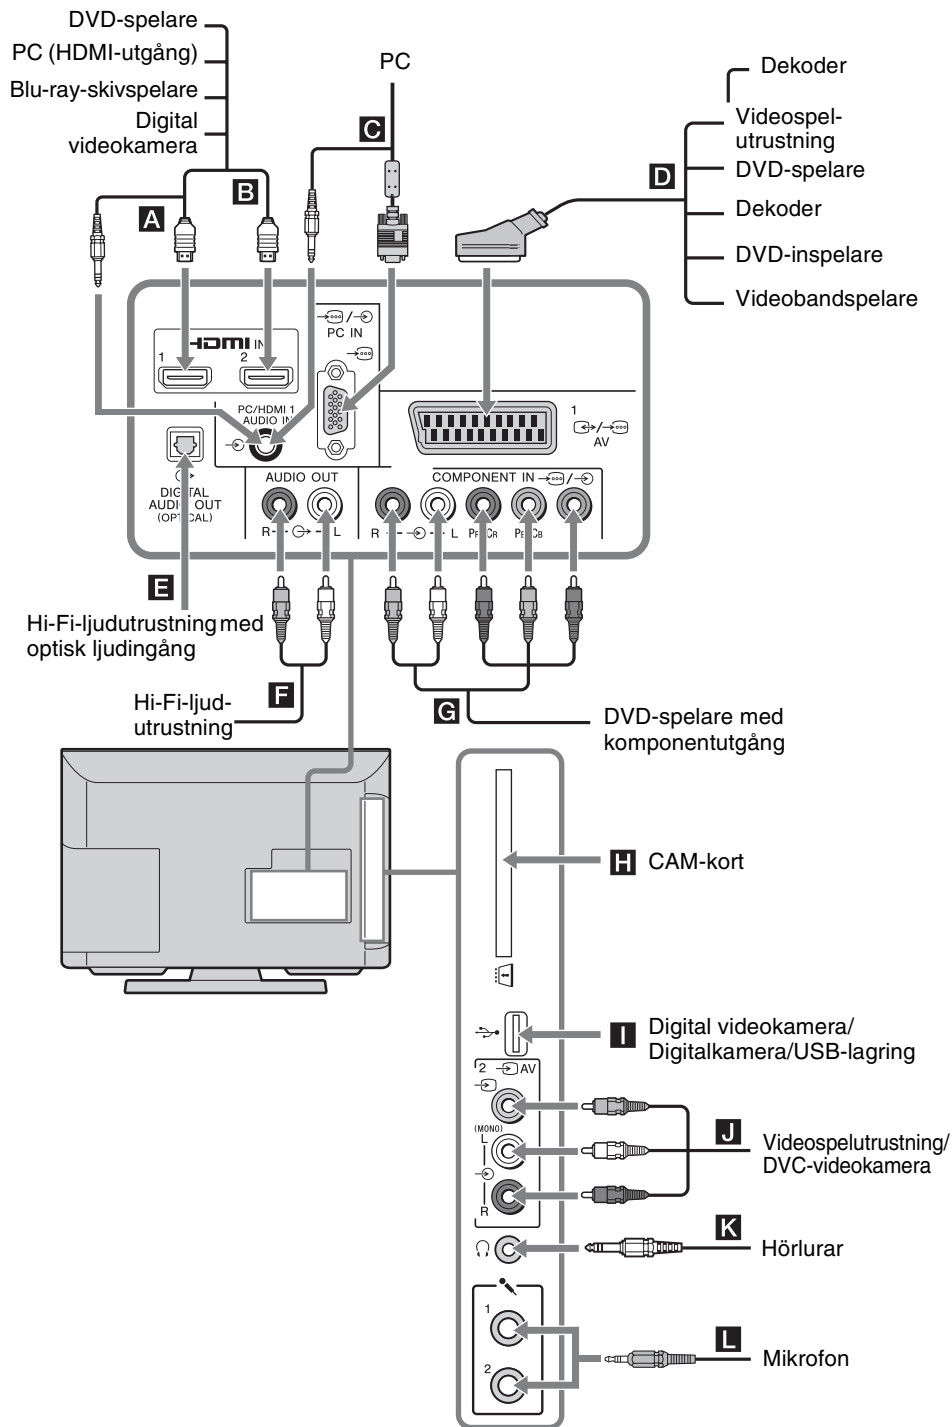 DVD-spelare
PC (HDMI-utgång)
Blu-ray-skivspelare
Digital
videokamera
PC
Dekoder
Videospel-
utrustning
DVD-spelare
Dekoder
DVD-inspelare
Videobandspelare
A
B
C
D
HDMI IN
1
2
PC IN
PC/HDMI 1
AUDIO IN
1
AV
DIGITAL
AUDIO OUT
(OPTICAL)
AUDIO OUT
R
L
COMPONENT IN
R
L
PR/CR
PB/CB
E
Hi-Fi-ljudutrustning med
optisk ljudingång
F
Hi-Fi-ljud-
utrustning
G
DVD-spelare med
komponentutgång
H CAM-kort
I Digital videokamera/
Digitalkamera/USB-lagring
2 AV
(MONO)
L
R
J
Videospelutrustning/
DVC-videokamera
K
Hörlurar
1
2
L
Mikrofon